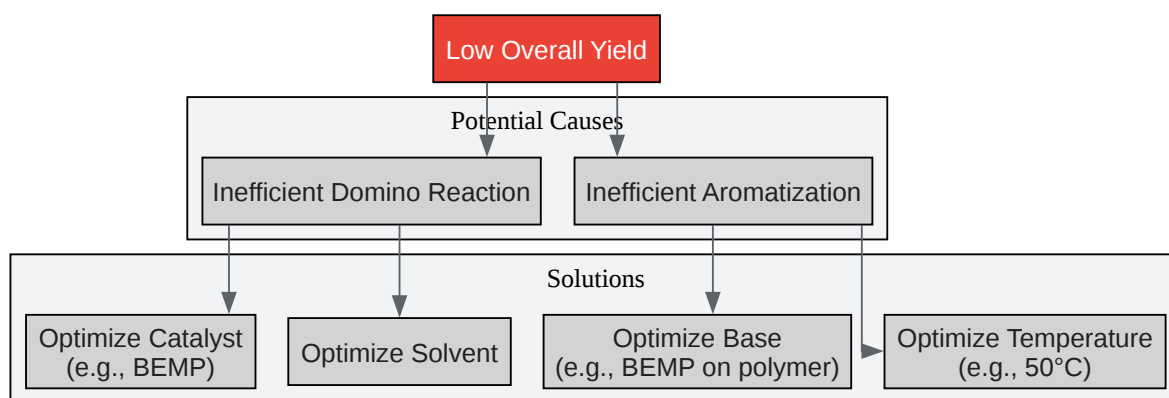 Low Overall Yield
Potential Causes
Inefficient Domino Reaction
Inefficient Aromatization
Solutions
Optimize Catalyst
(e.g., BEMP)
Optimize Solvent
Optimize Base
(e.g., BEMP on polymer)
Optimize Temperature
(e.g., 50°C)